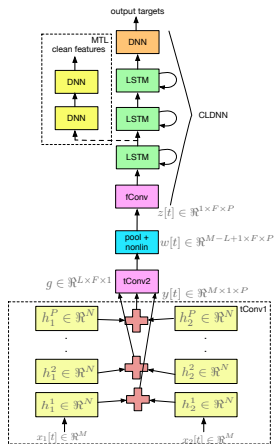 output targets
MTL
clean features
DNN
DNN
LSTM
DNN
LSTM
CLDNN
DNN
LSTM
fConv
z[t] ∈ ℜ^{1×F×P}
pool +
nonlin
w[t] ∈ ℜ^{M−L+1×F×P}
g ∈ ℜ^{L×F×1}
tConv2
y[t] ∈ ℜ^{M×1×P}
tConv1
h_1^P ∈ ℜ^N
h_2^P ∈ ℜ^N
h_1^2 ∈ ℜ^N
h_2^2 ∈ ℜ^N
h_1^1 ∈ ℜ^N
h_2^1 ∈ ℜ^N
x_1[t] ∈ ℜ^M
x_2[t] ∈ ℜ^M